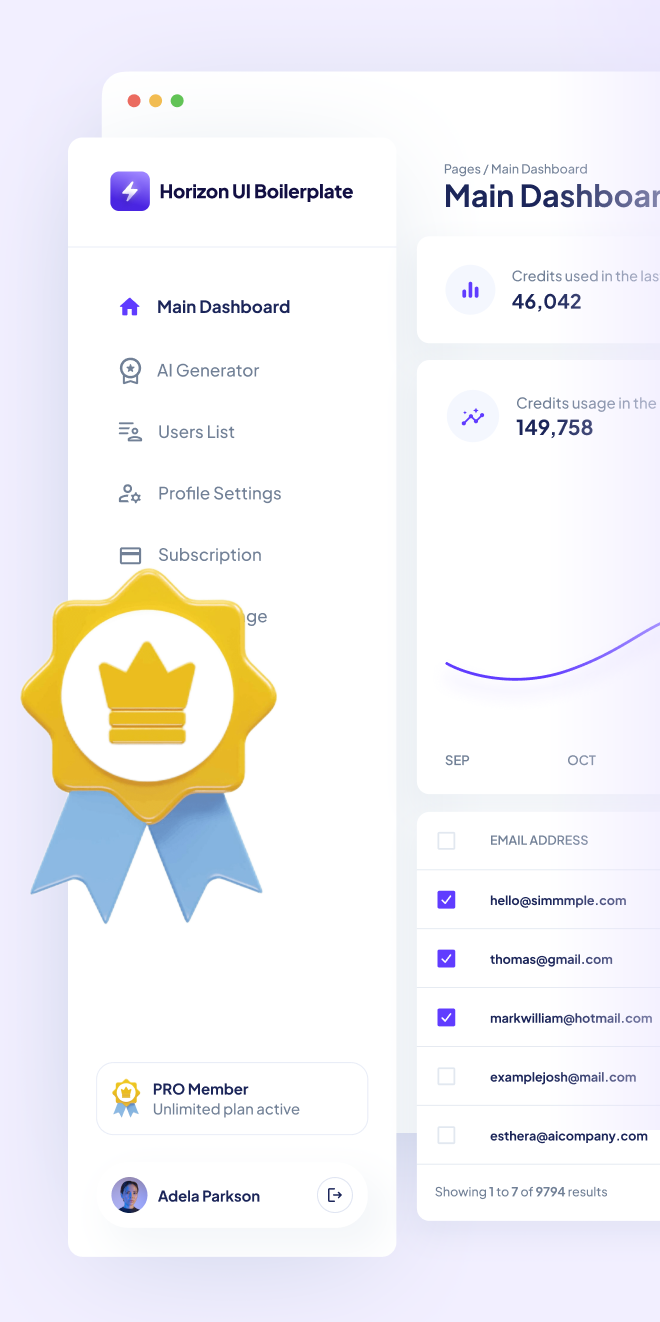 Horizon UI Boilerplate
Main Dashboard
AI Generator
Users List
Profile Settings
Subscription
PRO Member
Unlimited plan active
Adela Parkson
Pages / Main Dashboard
Main Dashboar
Credits used in the las
46,042
Credits usage in the
149,758
SEP
OCT
EMAIL ADDRESS
hello@simmmple.com
thomas@gmail.com
markwilliam@hotmail.com
examplejosh@mail.com
esthera@aicompany.com
Showing 1 to 7 of 9794 results